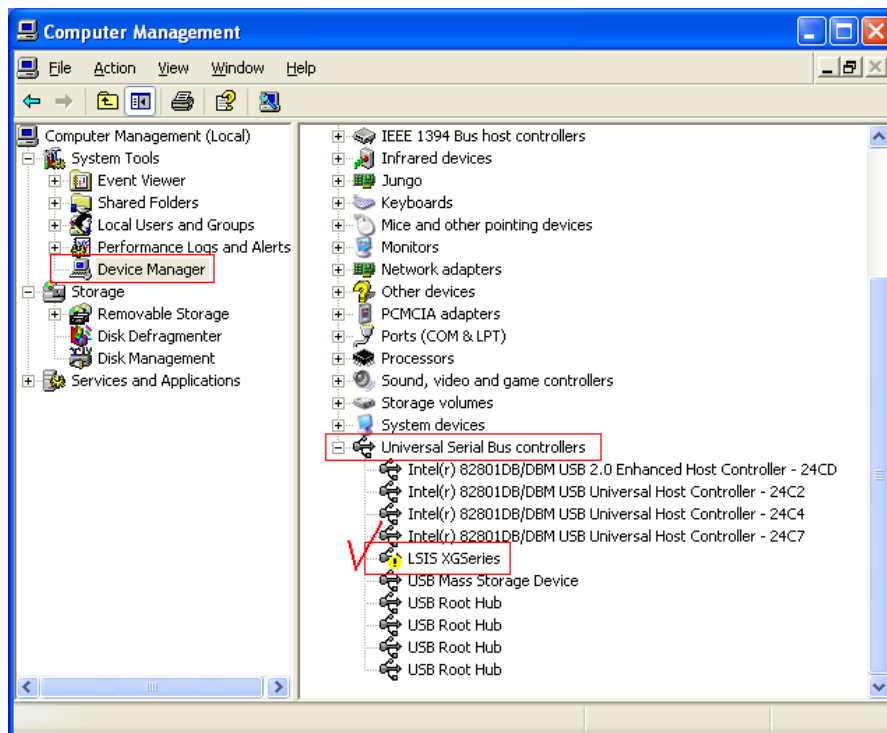 Computer Management
File Action View Window Help
Computer Management (Local)
System Tools
Event Viewer
Shared Folders
Local Users and Groups
Performance Logs and Alerts
Device Manager
Storage
Removable Storage
Disk Defragmenter
Disk Management
Services and Applications
IEEE 1394 Bus host controllers
Infrared devices
Jungo
Keyboards
Mice and other pointing devices
Monitors
Network adapters
Other devices
PCMCIA adapters
Ports (COM & LPT)
Processors
Sound, video and game controllers
Storage volumes
System devices
Universal Serial Bus controllers
Intel(r) 82801DB/DBM USB 2.0 Enhanced Host Controller - 24CD
Intel(r) 82801DB/DBM USB Universal Host Controller - 24C2
Intel(r) 82801DB/DBM USB Universal Host Controller - 24C4
Intel(r) 82801DB/DBM USB Universal Host Controller - 24C7
LSIS XGSeries
USB Mass Storage Device
USB Root Hub
USB Root Hub
USB Root Hub
USB Root Hub